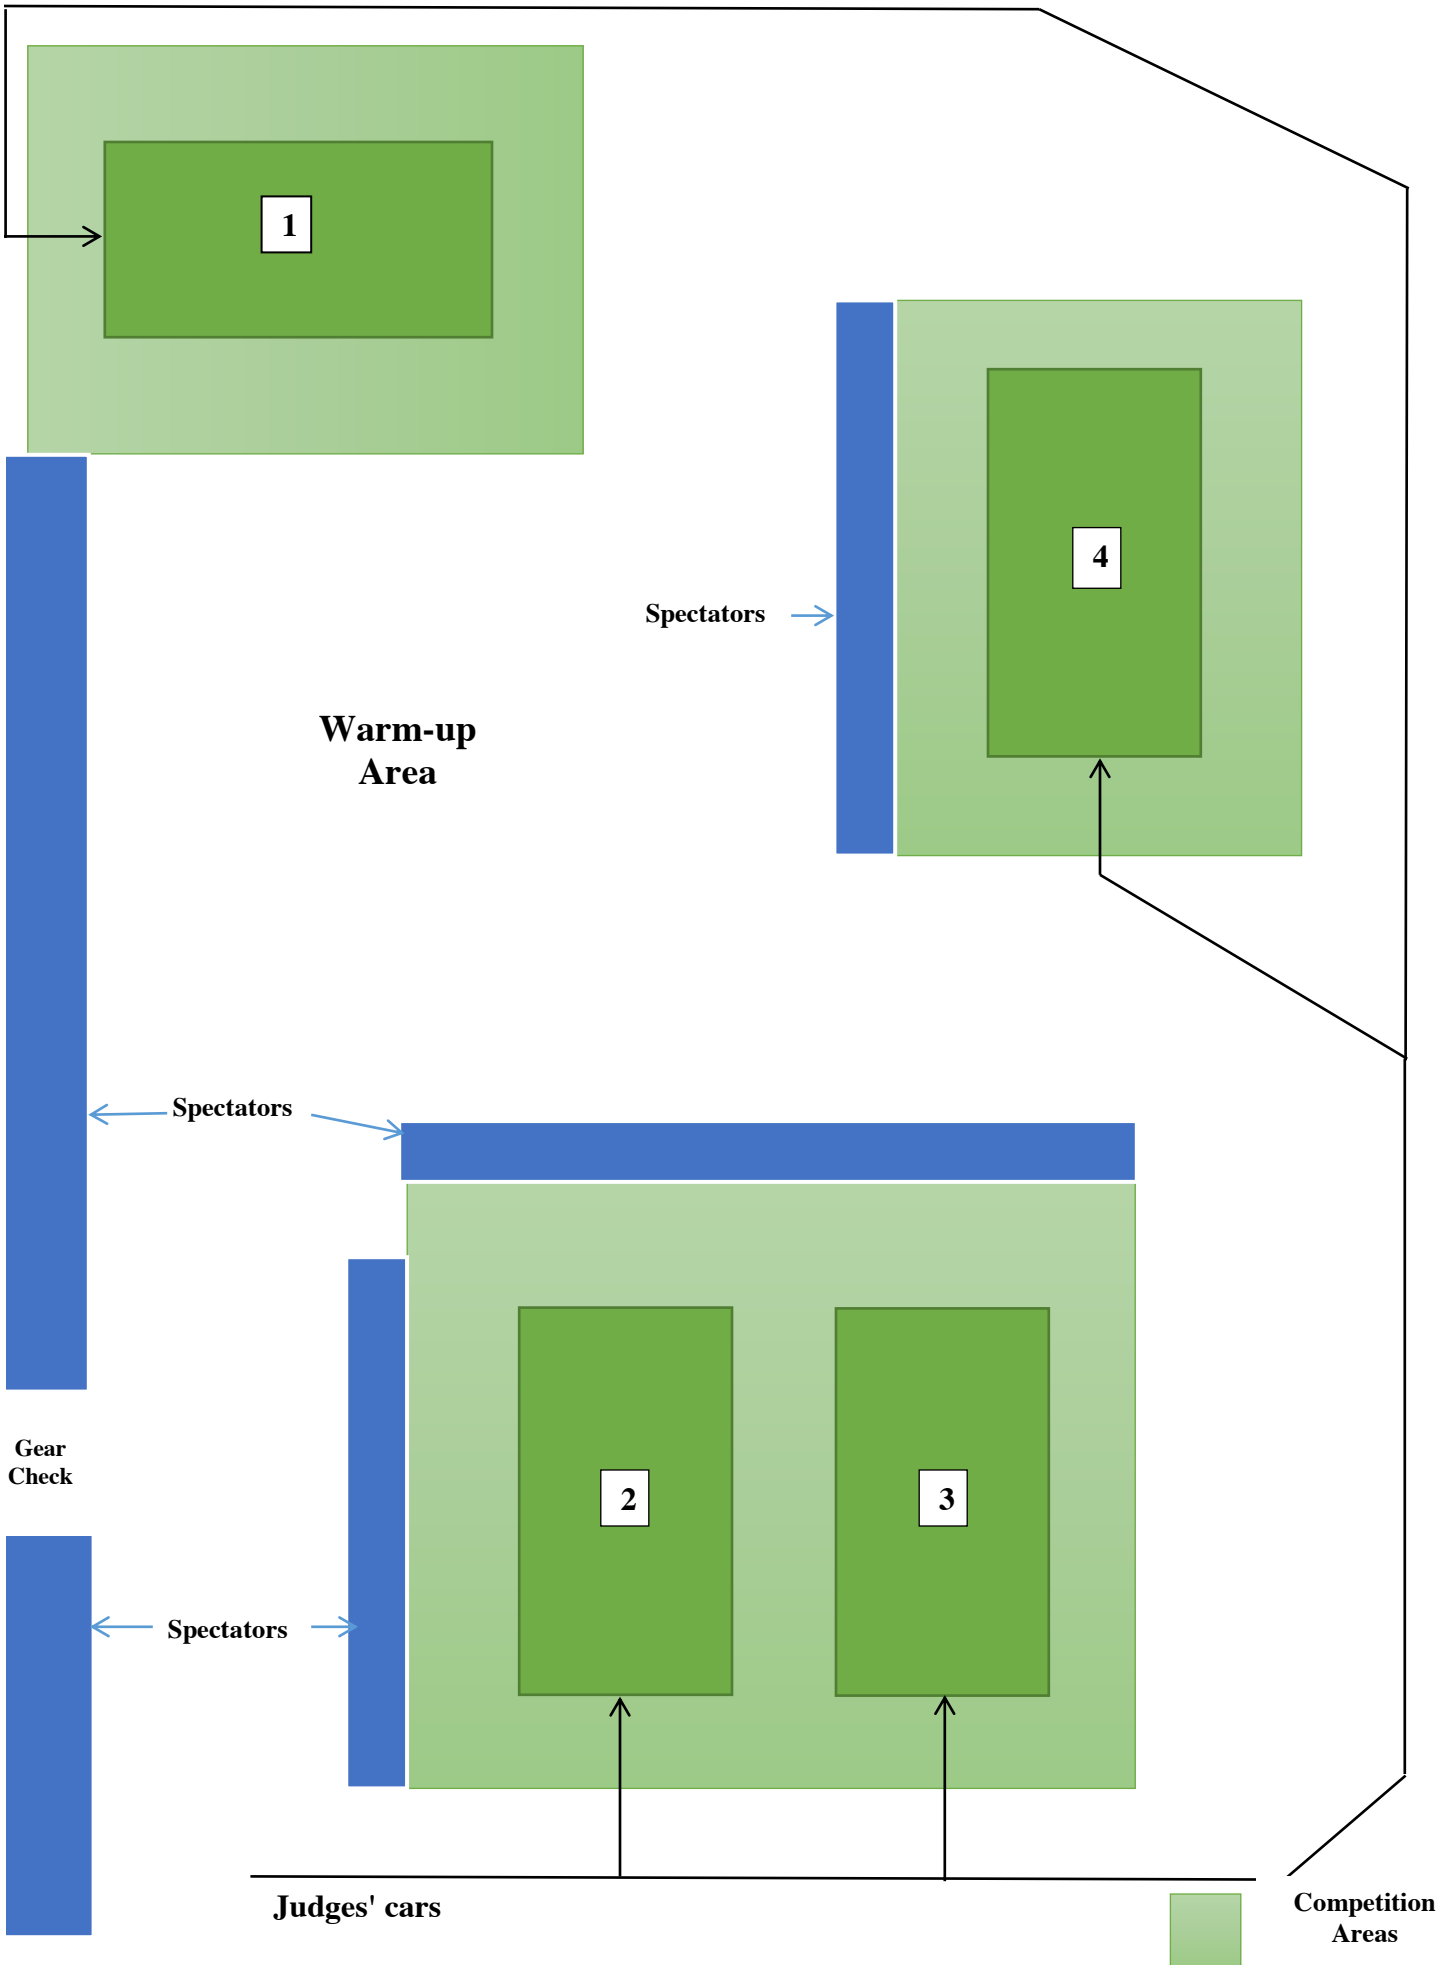 1
4
Spectators
Warm-up
Area
Spectators
Gear
Check
2
3
Spectators
Judges' cars
Competition
Areas